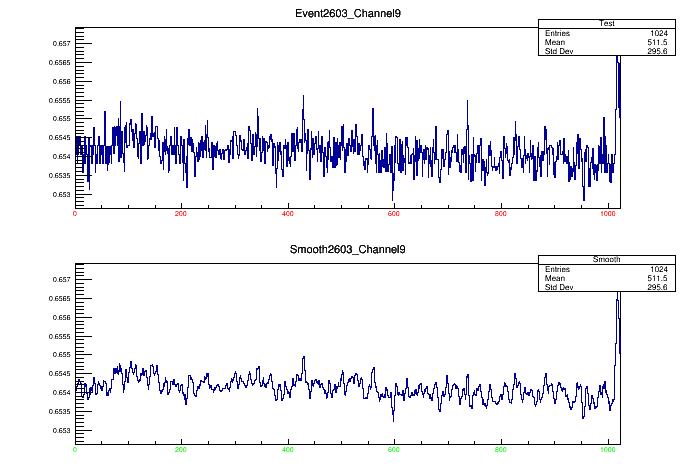 Event2603_Channel9
Test
Entries 1024
Mean 511.5
Std Dev 295.6
0.657
0.6565
0.656
0.6555
0.655
0.6545
0.654
0.6535
0.653
0 200 400 600 800 1000
Smooth2603_Channel9
Smooth
Entries 1024
Mean 511.5
Std Dev 295.6
0.657
0.6565
0.656
0.6555
0.655
0.6545
0.654
0.6535
0.653
0 200 400 600 800 1000